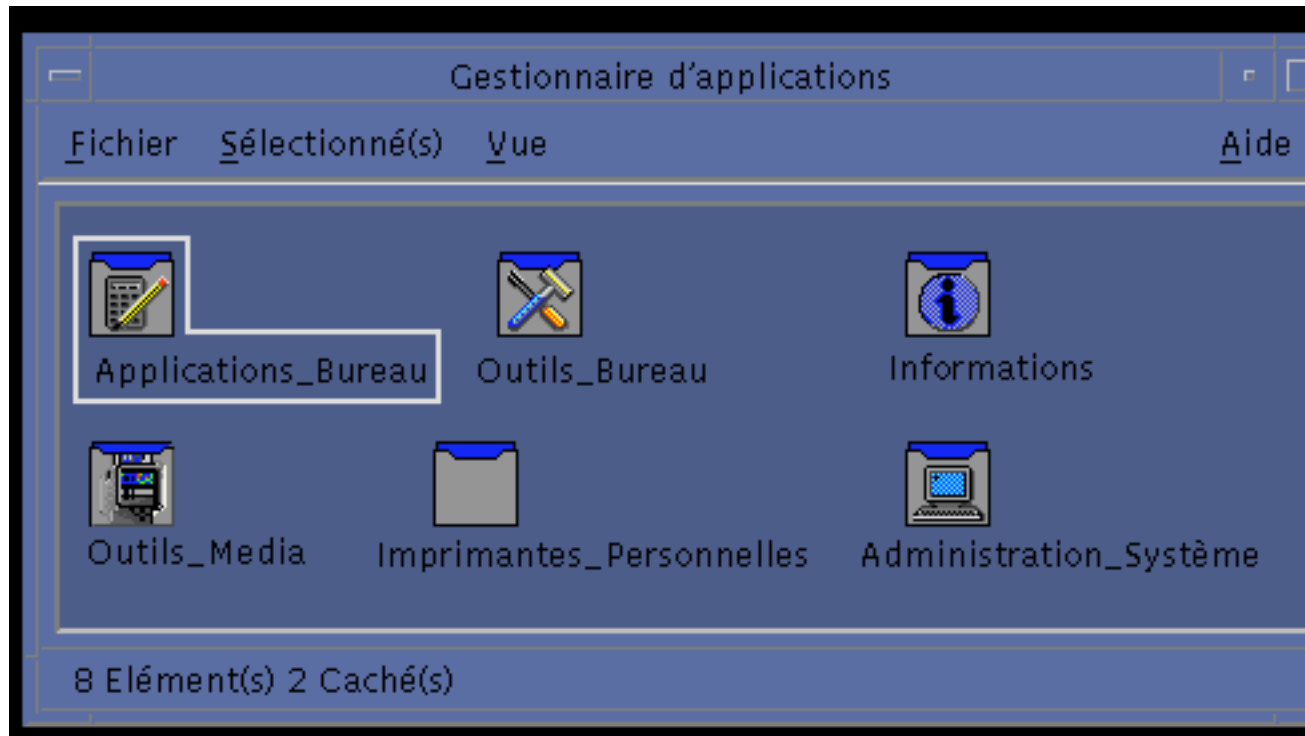 Gestionnaire d'applications
Fichier Sélectionné(s) Vue Aide
Applications_Bureau Outils_Bureau Informations
Outils_Media Imprimantes_Personnelles Administration_Système
8 Elément(s) 2 Caché(s)